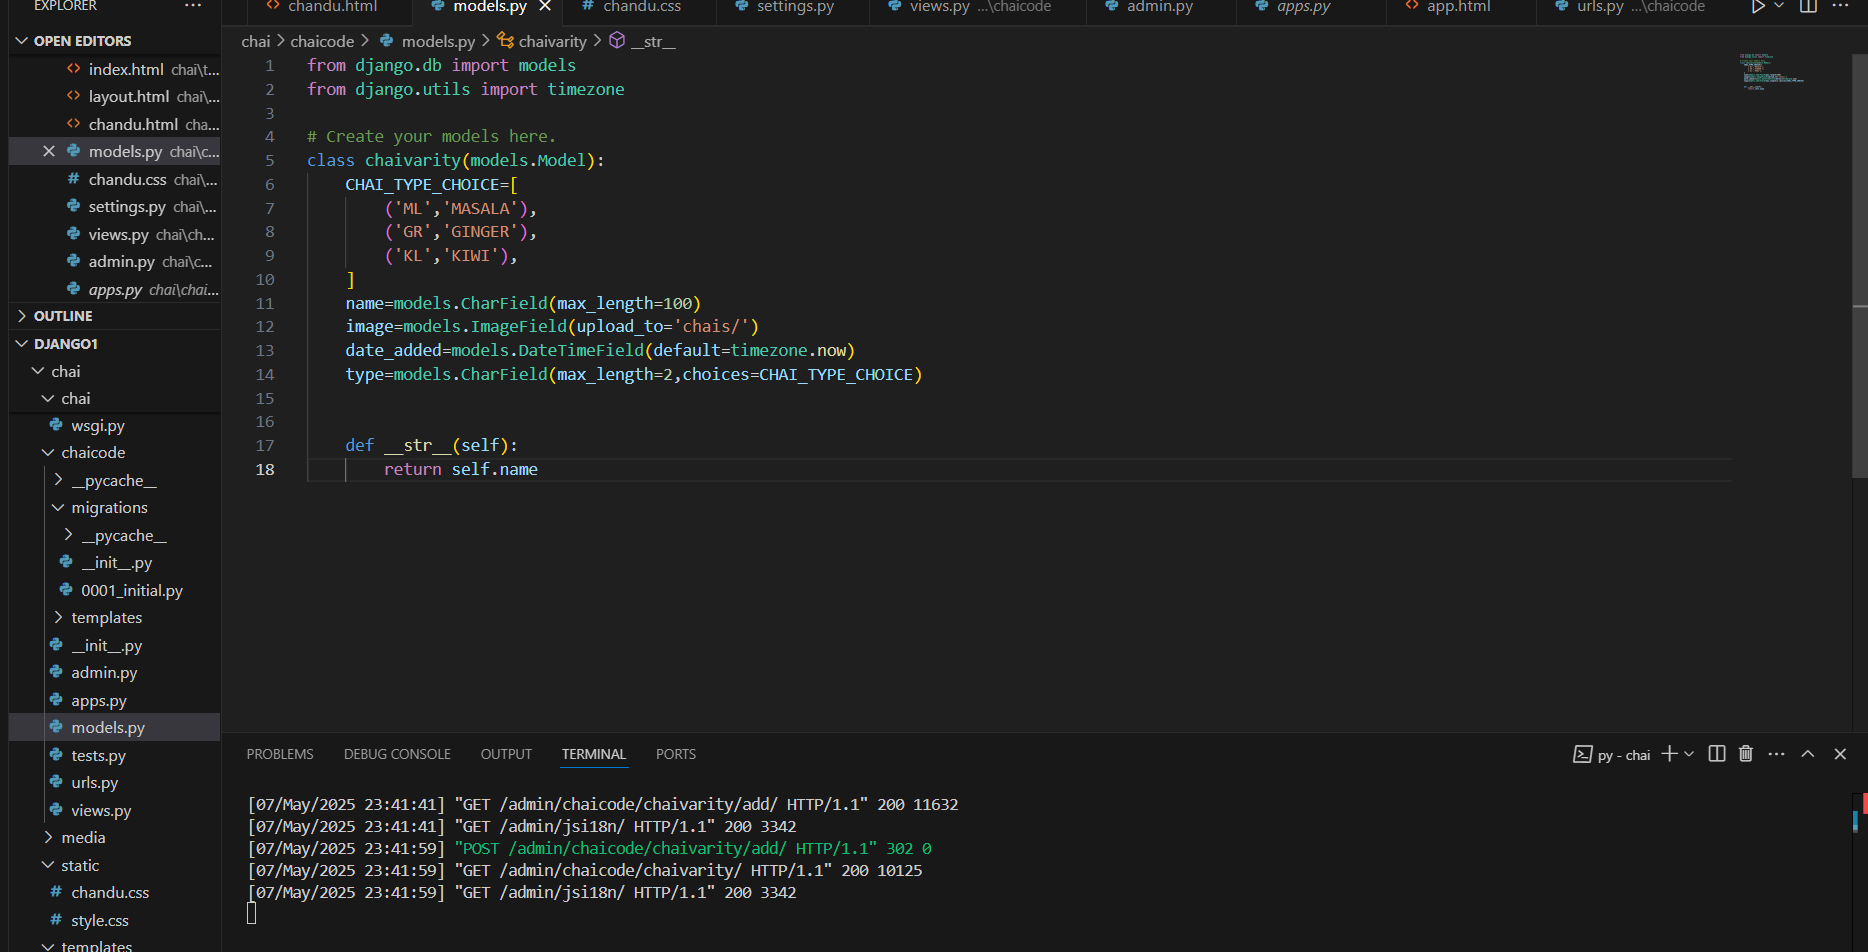 EXPLORER ···
chandu.html
models.py
chandu.css
settings.py
views.py ...\chaicode
admin.py
apps.py
app.html
urls.py ...\chaicode
OPEN EDITORS
index.html chai\t...
layout.html chai\...
chandu.html cha...
models.py chai\c...
chandu.css chai\...
settings.py chai\...
views.py chai\ch...
admin.py chai\c...
apps.py chai\chai...
OUTLINE
DJANGO1
chai
chai
wsgi.py
chaicode
__pycache__
migrations
__pycache__
__init__.py
0001_initial.py
templates
__init__.py
admin.py
apps.py
models.py
tests.py
urls.py
views.py
media
static
chandu.css
style.css
templates
chai > chaicode > models.py > chaivarity > __str__
1 from django.db import models
2 from django.utils import timezone
3
4 # Create your models here.
5 class chaivarity(models.Model):
6 CHAI_TYPE_CHOICE=[
7 ('ML','MASALA'),
8 ('GR','GINGER'),
9 ('KL','KIWI'),
10 ]
11 name=models.CharField(max_length=100)
12 image=models.ImageField(upload_to='chais/')
13 date_added=models.DateTimeField(default=timezone.now)
14 type=models.CharField(max_length=2,choices=CHAI_TYPE_CHOICE)
15
16
17 def __str__(self):
18 return self.name
PROBLEMS DEBUG CONSOLE OUTPUT TERMINAL PORTS
py - chai
[07/May/2025 23:41:41] "GET /admin/chaicode/chaivarity/add/ HTTP/1.1" 200 11632
[07/May/2025 23:41:41] "GET /admin/jsi18n/ HTTP/1.1" 200 3342
[07/May/2025 23:41:59] "POST /admin/chaicode/chaivarity/add/ HTTP/1.1" 302 0
[07/May/2025 23:41:59] "GET /admin/chaicode/chaivarity/ HTTP/1.1" 200 10125
[07/May/2025 23:41:59] "GET /admin/jsi18n/ HTTP/1.1" 200 3342